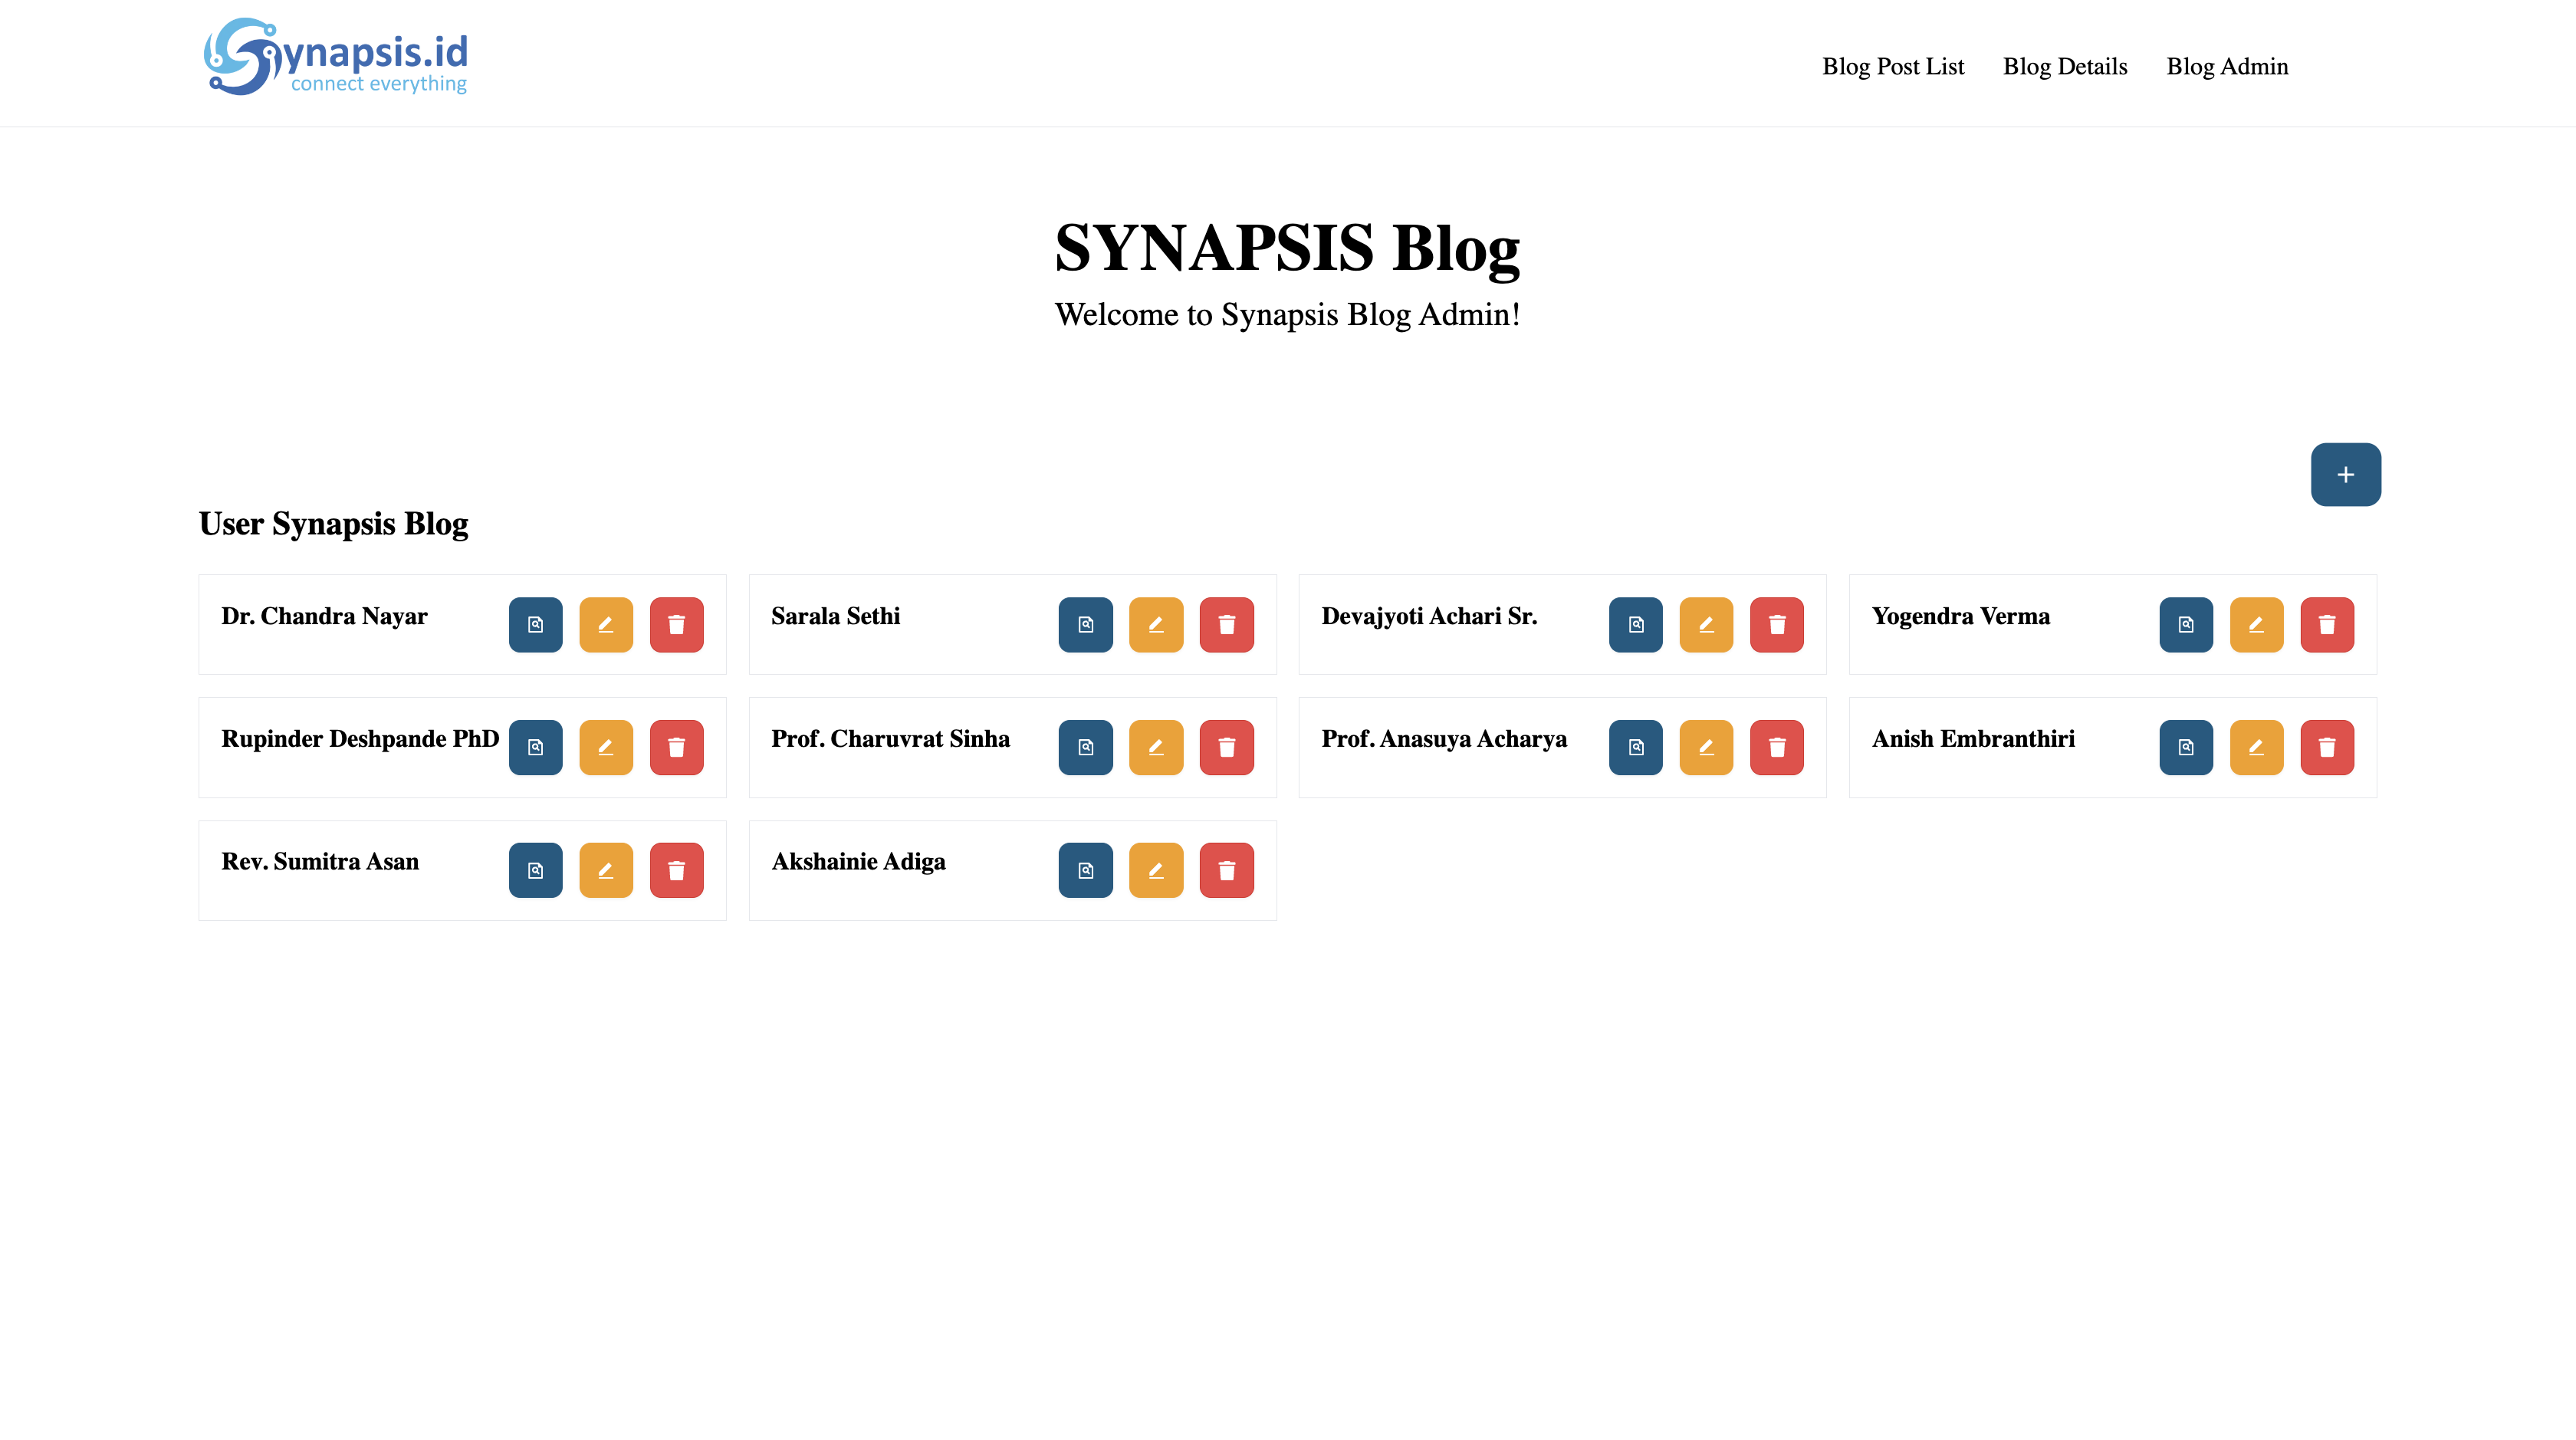 Synapsis.id
connect everything
Blog Post List Blog Details Blog Admin
SYNAPSIS Blog
Welcome to Synapsis Blog Admin!
+
User Synapsis Blog
Dr. Chandra Nayar
Sarala Sethi
Devajyoti Achari Sr.
Yogendra Verma
Rupinder Deshpande PhD
Prof. Charuvrat Sinha
Prof. Anasuya Acharya
Anish Embranthiri
Rev. Sumitra Asan
Akshainie Adiga